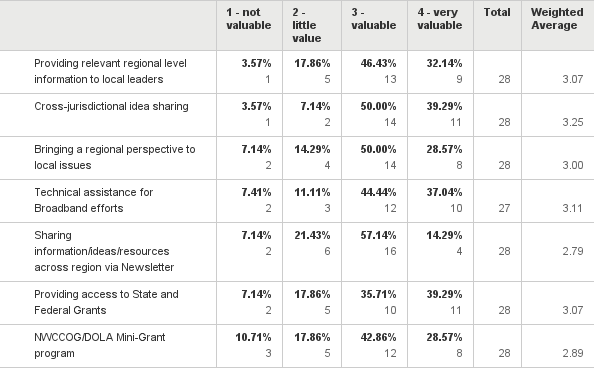 1 - not valuable 2 - little value 3 - valuable 4 - very valuable Total Weighted Average
Providing relevant regional level 3.57% 17.86% 46.43% 32.14%
information to local leaders 1 5 13 9 28 3.07
Cross-jurisdictional idea sharing 3.57% 7.14% 50.00% 39.29%
1 2 14 11 28 3.25
Bringing a regional perspective to 7.14% 14.29% 50.00% 28.57%
local issues 2 4 14 8 28 3.00
Technical assistance for 7.41% 11.11% 44.44% 37.04%
Broadband efforts 2 3 12 10 27 3.11
Sharing 7.14% 21.43% 57.14% 14.29%
information/ideas/resources 2 6 16 4 28 2.79
across region via Newsletter
Providing access to State and 7.14% 17.86% 35.71% 39.29%
Federal Grants 2 5 10 11 28 3.07
NWCCOG/DOLA Mini-Grant 10.71% 17.86% 42.86% 28.57%
program 3 5 12 8 28 2.89